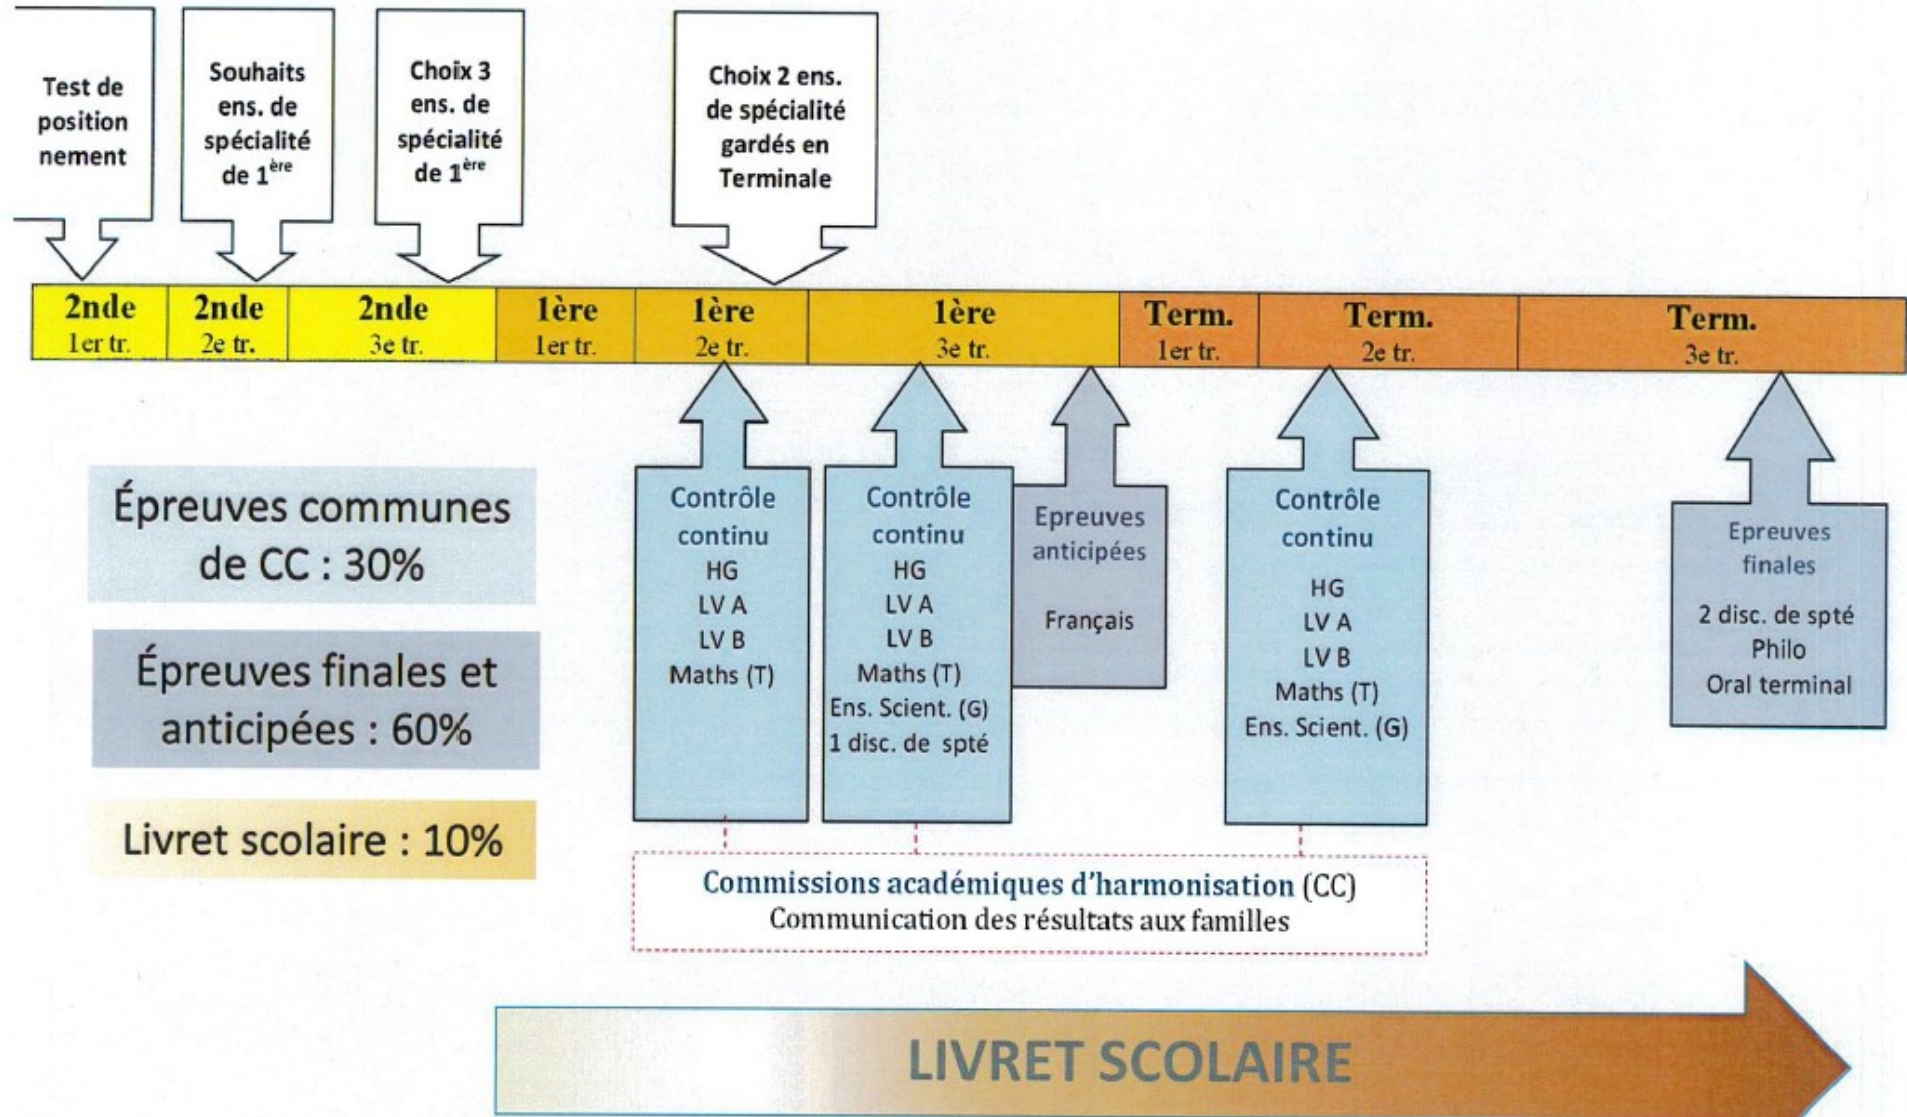 Test de
position
nement
Souhaits
ens. de
spécialité
de 1ère
Choix 3
ens. de
spécialité
de 1ère
Choix 2 ens.
de spécialité
gardés en
Terminale
2nde
1er tr.
2nde
2e tr.
2nde
3e tr.
1ère
1er tr.
1ère
2e tr.
1ère
3e tr.
Term.
1er tr.
Term.
2e tr.
Term.
3e tr.
Épreuves communes
de CC : 30%
Épreuves finales et
anticipées : 60%
Livret scolaire : 10%
Contrôle
continu
HG
LV A
LV B
Maths (T)
Contrôle
continu
HG
LV A
LV B
Maths (T)
Ens. Scient. (G)
1 disc. de spté
Epreuves
anticipées
Français
Contrôle
continu
HG
LV A
LV B
Maths (T)
Ens. Scient. (G)
Epreuves
finales
2 disc. de spté
Philo
Oral terminal
Commissions académiques d'harmonisation (CC)
Communication des résultats aux familles
LIVRET SCOLAIRE